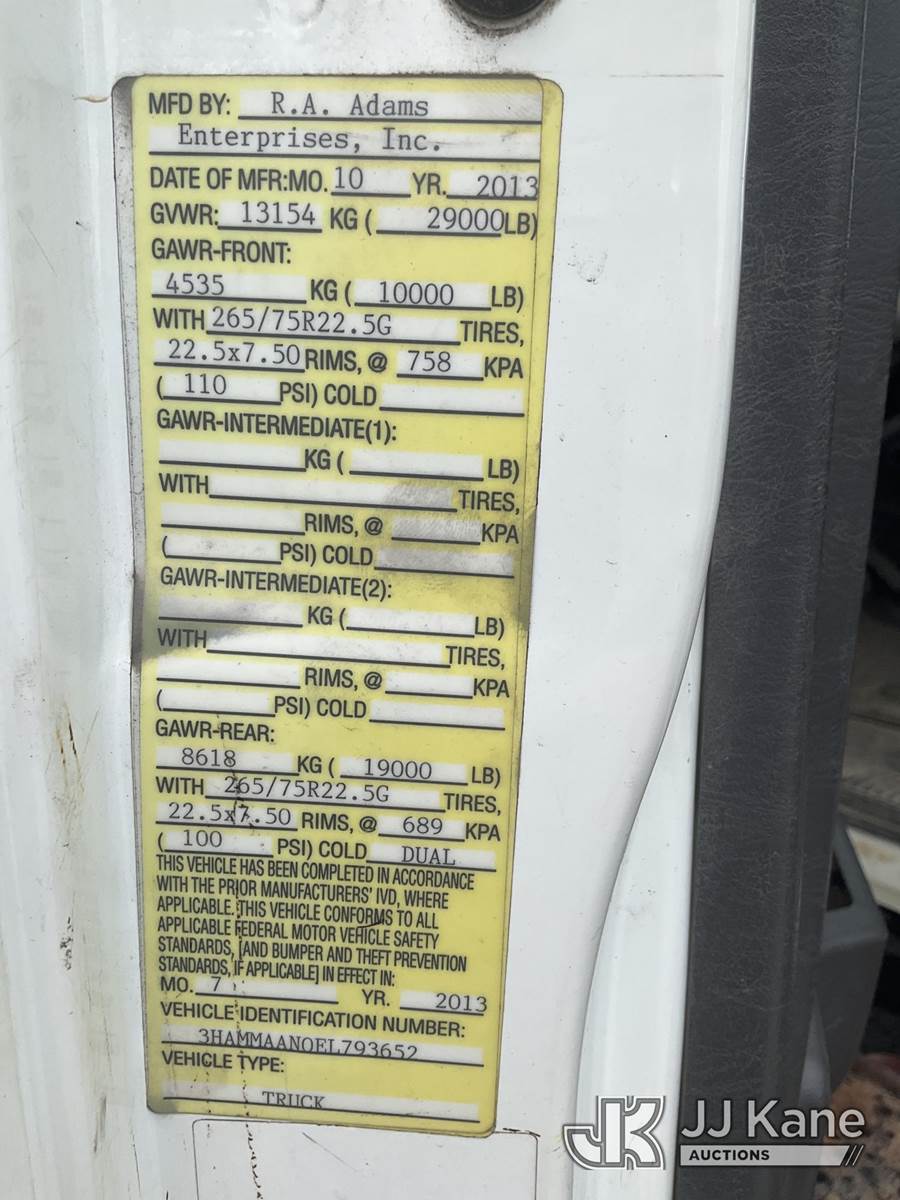 MFD BY: R.A. Adams
Enterprises, Inc.
DATE OF MFR:MO. 10 YR. 2013
GVWR: 13154 KG ( 29000LB)
GAWR-FRONT:
4535 KG ( 10000 LB)
WITH 265/75R22.5G TIRES,
22.5x7.50 RIMS, @ 758 KPA
( 110 PSI) COLD
GAWR-INTERMEDIATE(1):
KG ( LB)
WITH TIRES,
RIMS, @ KPA
( PSI) COLD
GAWR-INTERMEDIATE(2):
KG ( LB)
WITH TIRES,
RIMS, @ KPA
( PSI) COLD
GAWR-REAR:
8618 KG ( 19000 LB)
WITH 265/75R22.5G TIRES,
22.5x7.50 RIMS, @ 689 KPA
( 100 PSI) COLD DUAL
THIS VEHICLE HAS BEEN COMPLETED IN ACCORDANCE
WITH THE PRIOR MANUFACTURERS' IVD, WHERE
APPLICABLE. THIS VEHICLE CONFORMS TO ALL
APPLICABLE FEDERAL MOTOR VEHICLE SAFETY
STANDARDS, [AND BUMPER AND THEFT PREVENTION
STANDARDS, IF APPLICABLE] IN EFFECT IN:
MO. 7 YR. 2013
VEHICLE IDENTIFICATION NUMBER:
3HAMMAAN0EL793652
VEHICLE TYPE:
TRUCK
JK JJ Kane
AUCTIONS